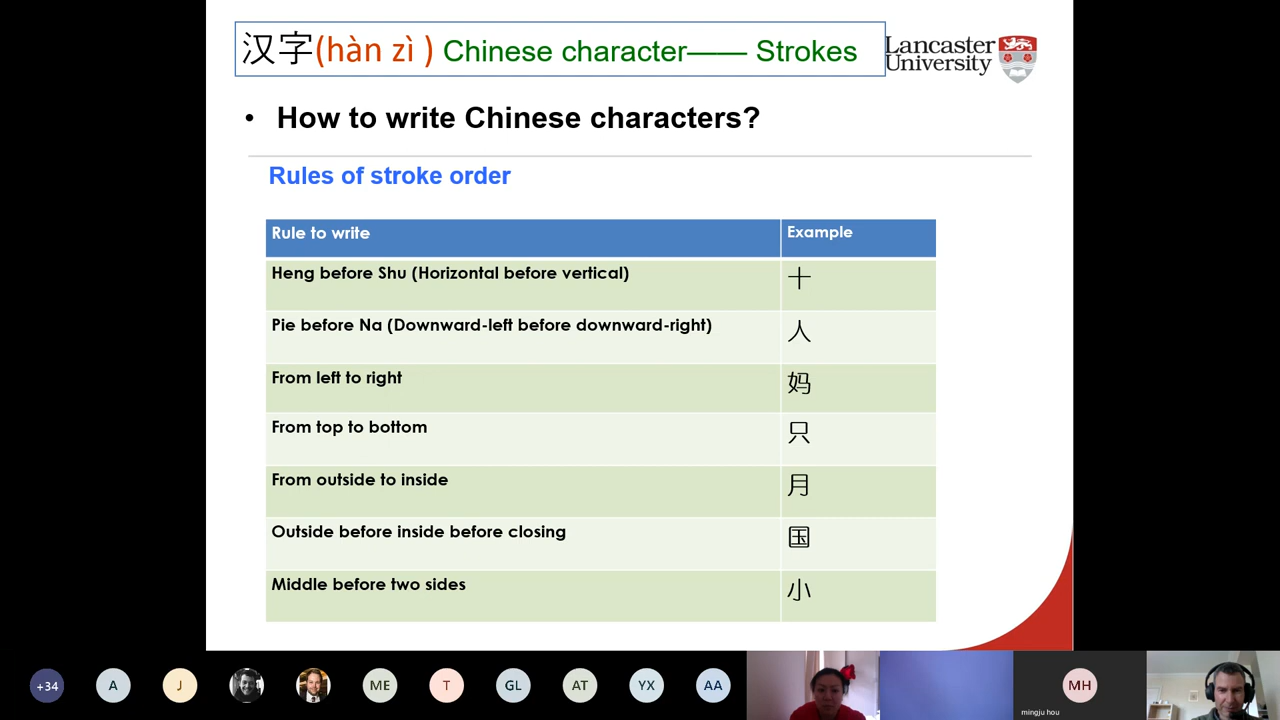 汉字(hàn zì ) Chinese character—— Strokes
Lancaster
University
• How to write Chinese characters?
Rules of stroke order
Rule to write Example
Heng before Shu (Horizontal before vertical) 十
Pie before Na (Downward-left before downward-right) 人
From left to right 妈
From top to bottom 只
From outside to inside 月
Outside before inside before closing 国
Middle before two sides 小
+34 A J ME T GL AT YX AA MH
mingju hou